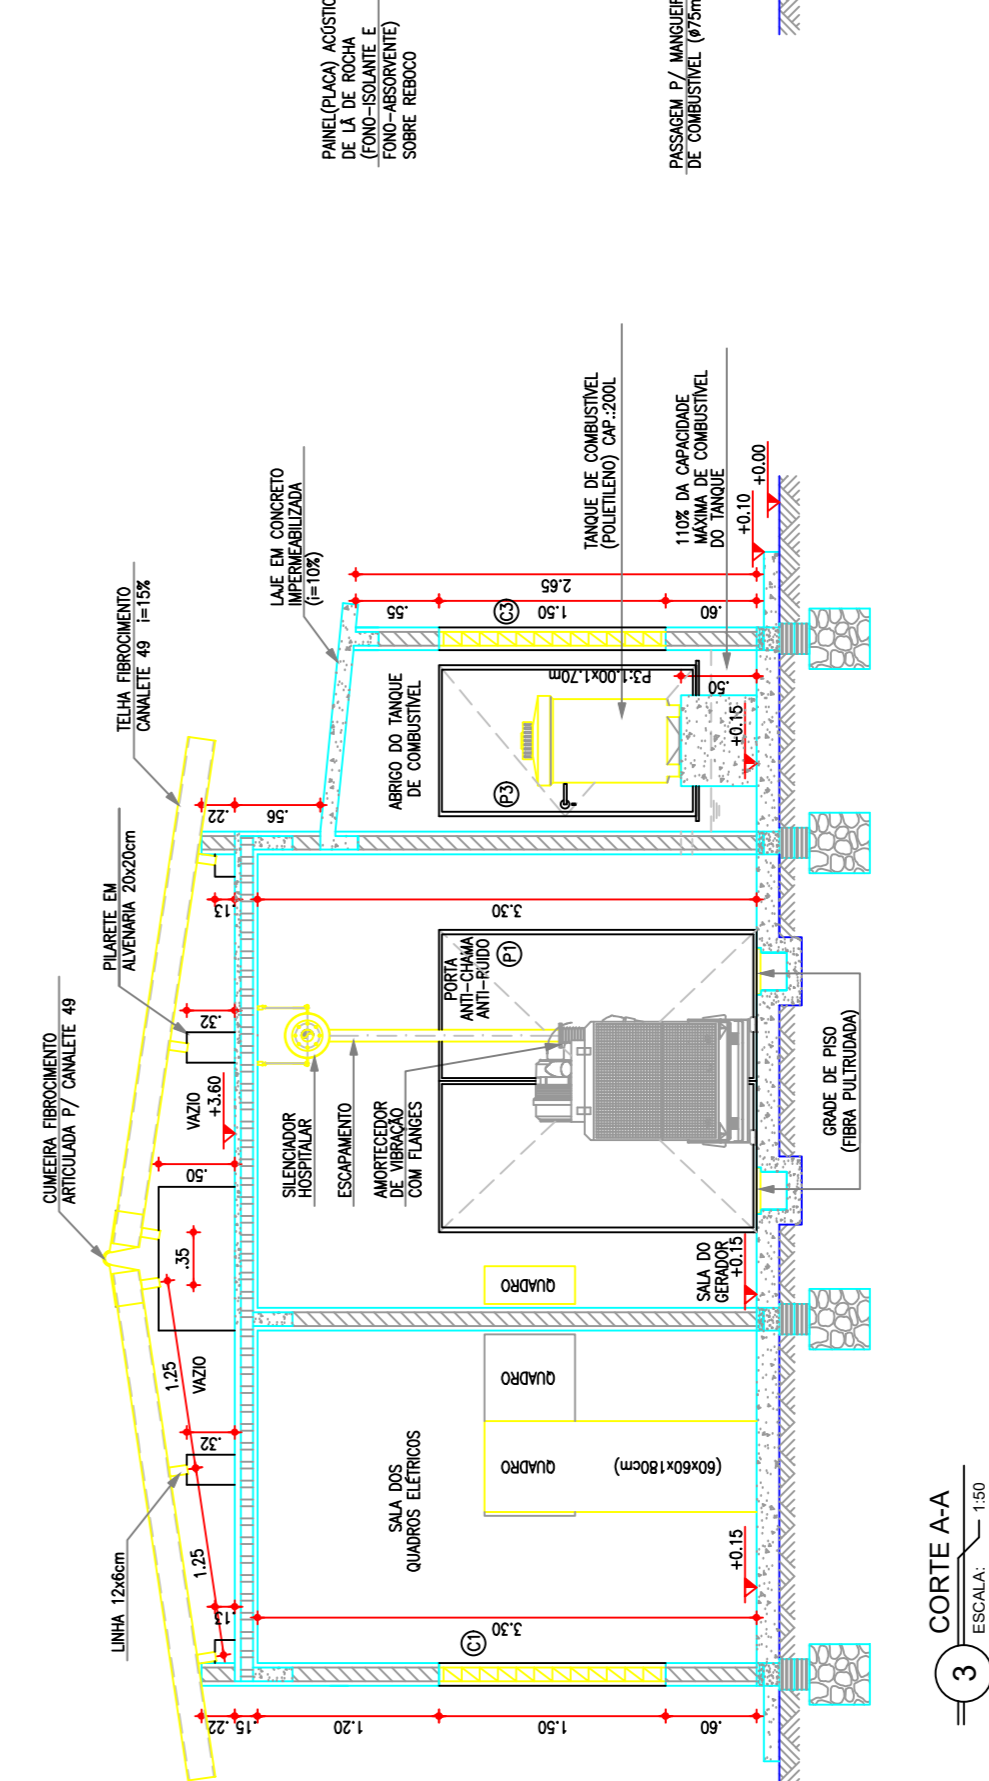 CUMEEIRA FIBROCIMENTO
ARTICULADA P/ CANALETE 49
TELHA FIBROCIMENTO
CANALETE 49 i=15%
PILARETE EM
ALVENARIA 20x20cm
LINHA 12x6cm
LAJE EM CONCRETO
IMPERMEABILIZADA
(i=10%)
PAINEL(PLACA) ACÚSTIC
DE LÃ DE ROCHA
(FONO-ISOLANTE E
FONO-ABSORVENTE)
SOBRE REBOCO
PASSAGEM P/ MANGUEIR
DE COMBUSTÍVEL (ø75m
1.25
1.25
VAZIO
.35
VAZIO
+3.60
.13
.32
.50
.32
.13
.22
.56
.22
.15
1.20
1.50
.60
3.30
C1
SALA DOS
QUADROS ELÉTRICOS
QUADRO
(60x60x180cm)
QUADRO
QUADRO
+0.15
SILENCIADOR
HOSPITALAR
ESCAPAMENTO
AMORTECEDOR
DE VIBRAÇÃO
COM FLANGES
PORTA
ANTI-CHAMA
ANTI-RUÍDO
P1
3.30
SALA DO
GERADOR
+0.15
GRADE DE PISO
(FIBRA PULTRUDADA)
ABRIGO DO TANQUE
DE COMBUSTÍVEL
P3
P3:1.00x1.70m
.50
+0.15
C3
.55
1.50
.60
2.65
TANQUE DE COMBUSTÍVEL
(POLIETILENO) CAP.:200L
110% DA CAPACIDADE
MÁXIMA DE COMBUSTÍVEL
DO TANQUE
+0.10
+0.00
3
CORTE A-A
ESCALA: 1:50